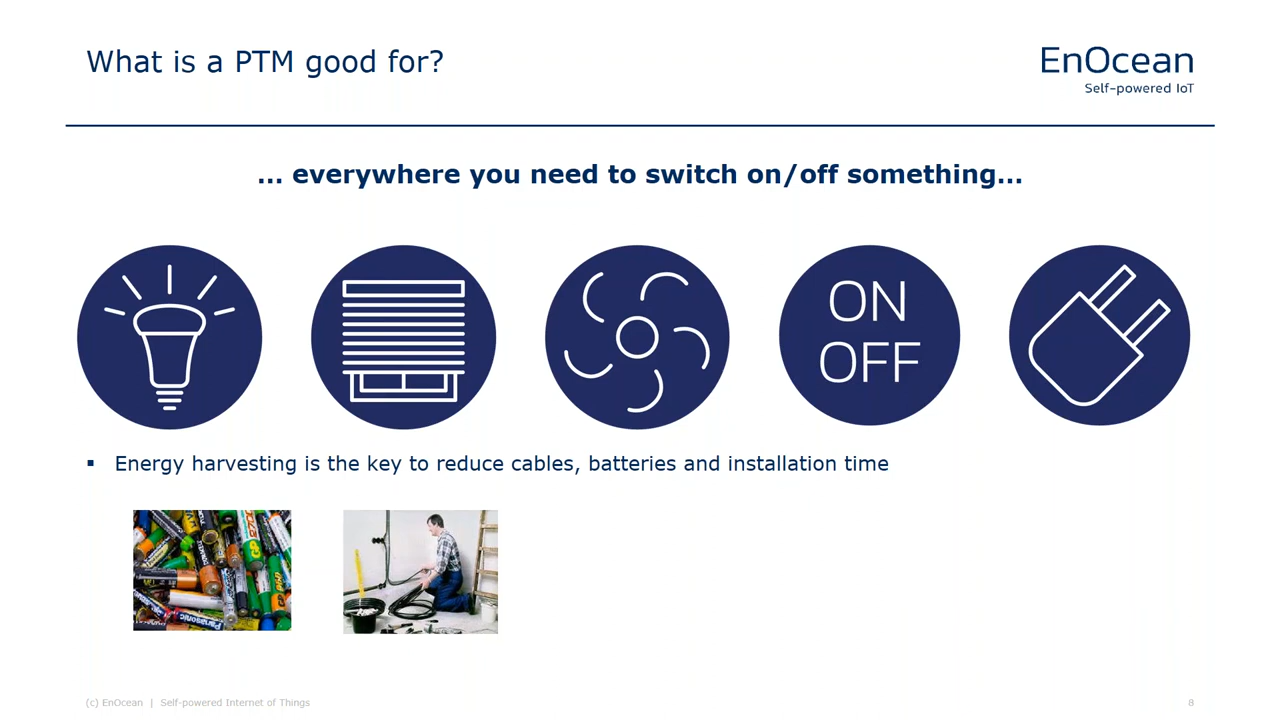 What is a PTM good for?
EnOcean
Self-powered IoT
... everywhere you need to switch on/off something...
ON
OFF
▪ Energy harvesting is the key to reduce cables, batteries and installation time
Panasonic
GP
(c) EnOcean | Self-powered Internet of Things
8